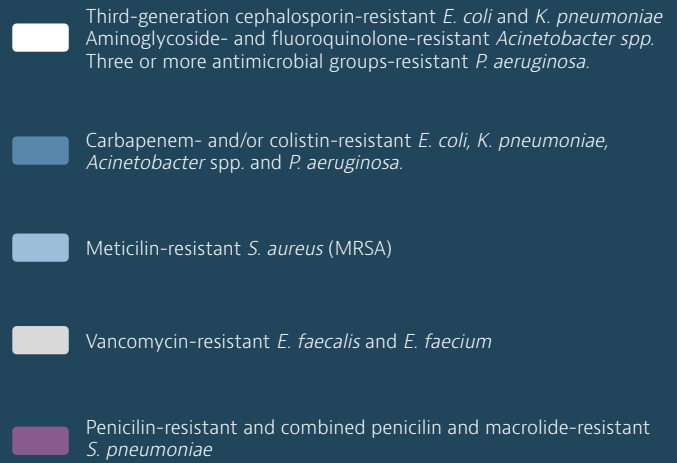 Third-generation cephalosporin-resistant E. coli and K. pneumoniae
Aminoglycoside- and fluoroquinolone-resistant Acinetobacter spp.
Three or more antimicrobial groups-resistant P. aeruginosa.
Carbapenem- and/or colistin-resistant E. coli, K. pneumoniae,
Acinetobacter spp. and P. aeruginosa.
Meticilin-resistant S. aureus (MRSA)
Vancomycin-resistant E. faecalis and E. faecium
Penicilin-resistant and combined penicilin and macrolide-resistant
S. pneumoniae